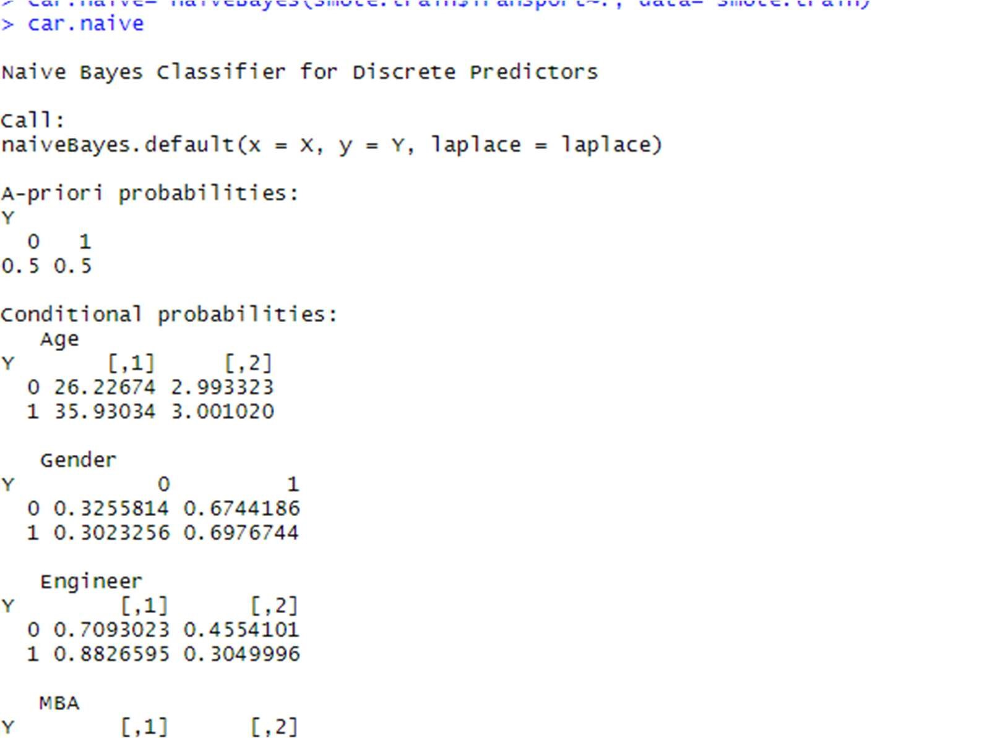 > car.naive= naiveBayes(smote.train$Transport~., data= smote.train)
> car.naive
Naive Bayes Classifier for Discrete Predictors
Call:
naiveBayes.default(x = X, y = Y, laplace = laplace)
A-priori probabilities:
Y
0 1
0.5 0.5
Conditional probabilities:
Age
Y [,1] [,2]
0 26.22674 2.993323
1 35.93034 3.001020
Gender
Y 0 1
0 0.3255814 0.6744186
1 0.3023256 0.6976744
Engineer
Y [,1] [,2]
0 0.7093023 0.4554101
1 0.8826595 0.3049996
MBA
Y [,1] [,2]